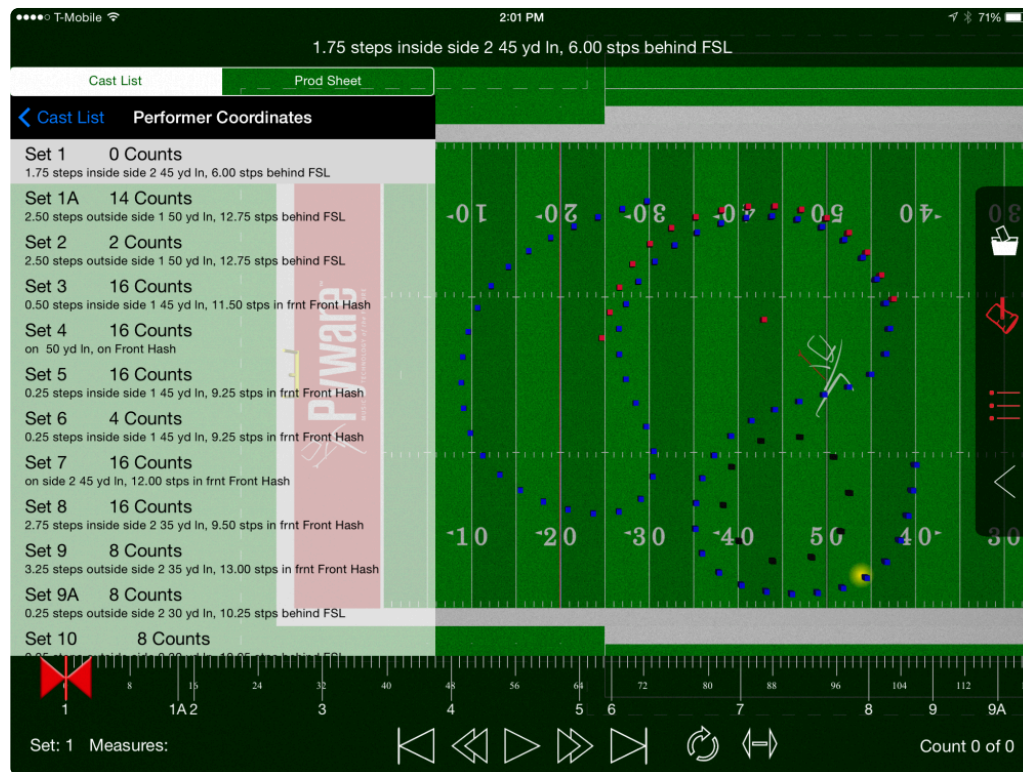 ●●●●○ T-Mobile 2:01 PM 71%
1.75 steps inside side 2 45 yd ln, 6.00 stps behind FSL
Cast List Prod Sheet
Cast List Performer Coordinates
Set 1 0 Counts
1.75 steps inside side 2 45 yd ln, 6.00 stps behind FSL
Set 1A 14 Counts
2.50 steps outside side 1 50 yd ln, 12.75 stps behind FSL
Set 2 2 Counts
2.50 steps outside side 1 50 yd ln, 12.75 stps behind FSL
Set 3 16 Counts
0.50 steps inside side 1 45 yd ln, 11.50 stps in frnt Front Hash
Set 4 16 Counts
on 50 yd ln, on Front Hash
Set 5 16 Counts
0.25 steps inside side 1 45 yd ln, 9.25 stps in frnt Front Hash
Set 6 4 Counts
0.25 steps inside side 1 45 yd ln, 9.25 stps in frnt Front Hash
Set 7 16 Counts
on side 2 45 yd ln, 12.00 stps in frnt Front Hash
Set 8 16 Counts
2.75 steps inside side 2 35 yd ln, 9.50 stps in frnt Front Hash
Set 9 8 Counts
3.25 steps outside side 2 35 yd ln, 13.00 stps in frnt Front Hash
Set 9A 8 Counts
0.25 steps outside side 2 30 yd ln, 10.25 stps behind FSL
Set 10 8 Counts
Pyware
10 20 30 40 50 40 30
10 20 30 40 50 40 30
8 15 24 32 40 48 56 64 72 80 88 96 104 112
1 1A 2 3 4 5 6 7 8 9 9A
Set: 1 Measures: Count 0 of 0